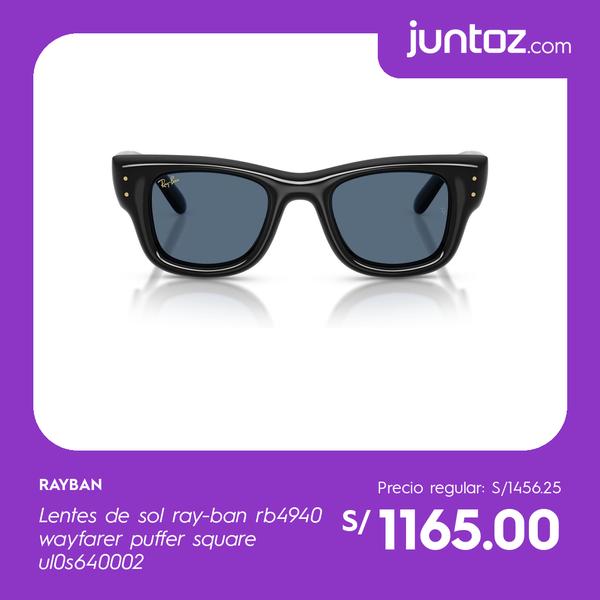 juntoz.com
Ray-Ban
RAYBAN
Precio regular: S/1456.25
Lentes de sol ray-ban rb4940
wayfarer puffer square
ul0s640002
S/ 1165.00